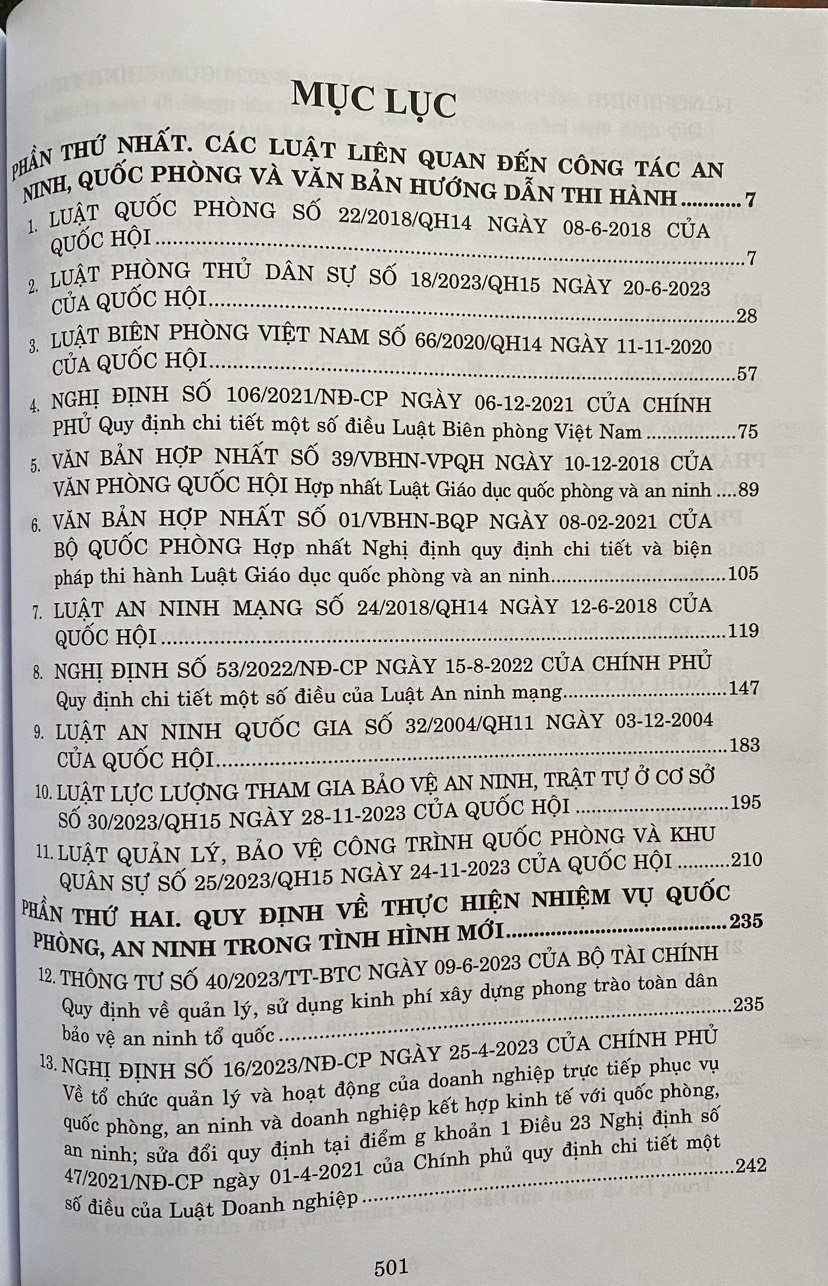 MỤC LỤC
PHẦN THỨ NHẤT. CÁC LUẬT LIÊN QUAN ĐẾN CÔNG TÁC AN
NINH, QUỐC PHÒNG VÀ VĂN BẢN HƯỚNG DẪN THI HÀNH...........7
1. LUẬT QUỐC PHÒNG SỐ 22/2018/QH14 NGÀY 08-6-2018 CỦA
QUỐC HỘI...........7
2. LUẬT PHÒNG THỦ DÂN SỰ SỐ 18/2023/QH15 NGÀY 20-6-2023
CỦA QUỐC HỘI...........28
3. LUẬT BIÊN PHÒNG VIỆT NAM SỐ 66/2020/QH14 NGÀY 11-11-2020
CỦA QUỐC HỘI...........57
4. NGHỊ ĐỊNH SỐ 106/2021/NĐ-CP NGÀY 06-12-2021 CỦA CHÍNH
PHỦ Quy định chi tiết một số điều Luật Biên phòng Việt Nam ...........75
5. VĂN BẢN HỢP NHẤT SỐ 39/VBHN-VPQH NGÀY 10-12-2018 CỦA
VĂN PHÒNG QUỐC HỘI Hợp nhất Luật Giáo dục quốc phòng và an ninh ....89
6. VĂN BẢN HỢP NHẤT SỐ 01/VBHN-BQP NGÀY 08-02-2021 CỦA
BỘ QUỐC PHÒNG Hợp nhất Nghị định quy định chi tiết và biện
pháp thi hành Luật Giáo dục quốc phòng và an ninh...........105
7. LUẬT AN NINH MẠNG SỐ 24/2018/QH14 NGÀY 12-6-2018 CỦA
QUỐC HỘI...........119
8. NGHỊ ĐỊNH SỐ 53/2022/NĐ-CP NGÀY 15-8-2022 CỦA CHÍNH PHỦ
Quy định chi tiết một số điều của Luật An ninh mạng...........147
9. LUẬT AN NINH QUỐC GIA SỐ 32/2004/QH11 NGÀY 03-12-2004
CỦA QUỐC HỘI...........183
10. LUẬT LỰC LƯỢNG THAM GIA BẢO VỆ AN NINH, TRẬT TỰ Ở CƠ SỞ
SỐ 30/2023/QH15 NGÀY 28-11-2023 CỦA QUỐC HỘI ...........195
11. LUẬT QUẢN LÝ, BẢO VỆ CÔNG TRÌNH QUỐC PHÒNG VÀ KHU
QUÂN SỰ SỐ 25/2023/QH15 NGÀY 24-11-2023 CỦA QUỐC HỘI ..........210
PHẦN THỨ HAI. QUY ĐỊNH VỀ THỰC HIỆN NHIỆM VỤ QUỐC
PHÒNG, AN NINH TRONG TÌNH HÌNH MỚI...........235
12. THÔNG TƯ SỐ 40/2023/TT-BTC NGÀY 09-6-2023 CỦA BỘ TÀI CHÍNH
Quy định về quản lý, sử dụng kinh phí xây dựng phong trào toàn dân
bảo vệ an ninh tổ quốc ...........235
13. NGHỊ ĐỊNH SỐ 16/2023/NĐ-CP NGÀY 25-4-2023 CỦA CHÍNH PHỦ
Về tổ chức quản lý và hoạt động của doanh nghiệp trực tiếp phục vụ
quốc phòng, an ninh và doanh nghiệp kết hợp kinh tế với quốc phòng,
an ninh; sửa đổi quy định tại điểm g khoản 1 Điều 23 Nghị định số
47/2021/NĐ-CP ngày 01-4-2021 của Chính phủ quy định chi tiết một
số điều của Luật Doanh nghiệp ...........242
501